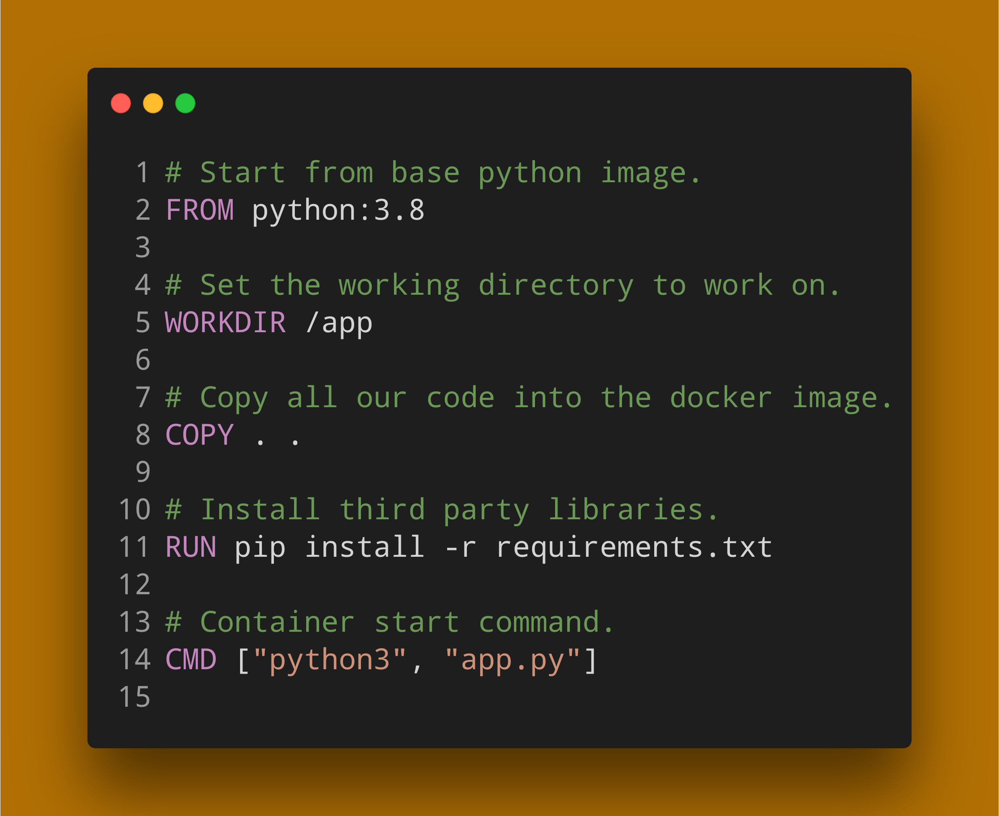 1 # Start from base python image.
2 FROM python:3.8
3
4 # Set the working directory to work on.
5 WORKDIR /app
6
7 # Copy all our code into the docker image.
8 COPY . .
9
10 # Install third party libraries.
11 RUN pip install -r requirements.txt
12
13 # Container start command.
14 CMD ["python3", "app.py"]
15